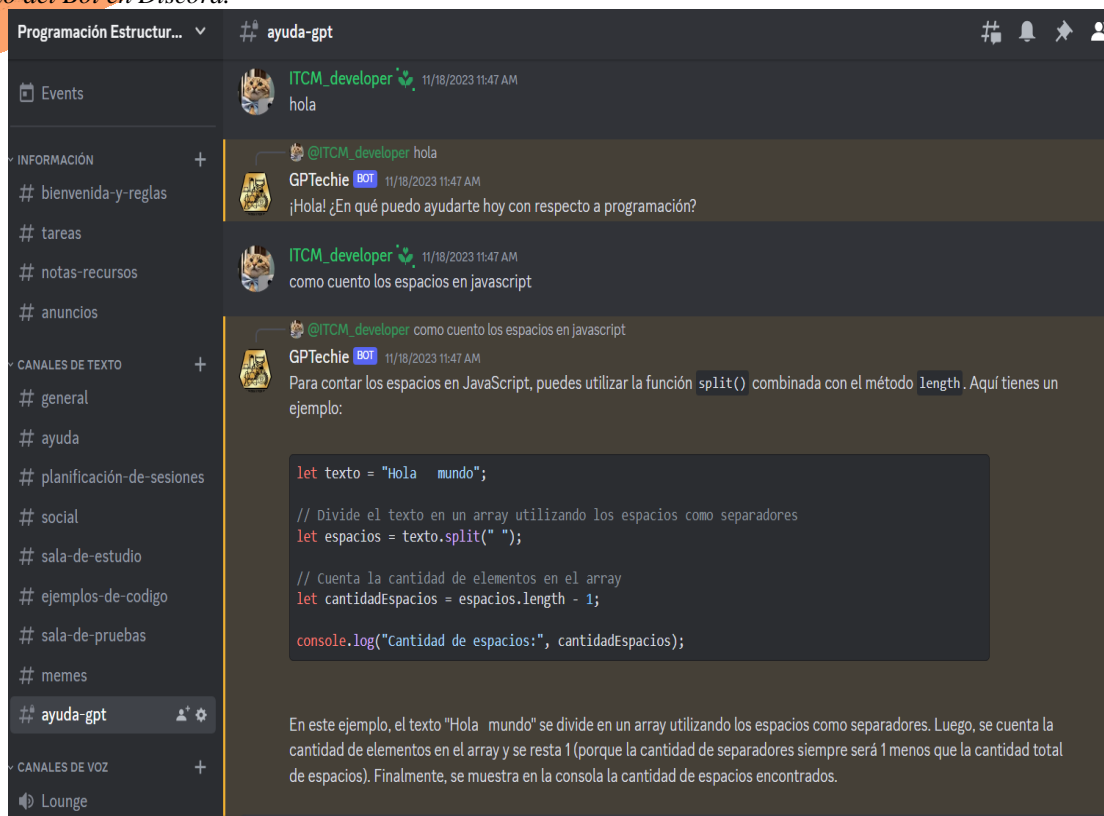 del Bot en Discord.
Programación Estructur...
ayuda-gpt
Events
INFORMACIÓN
# bienvenida-y-reglas
# tareas
# notas-recursos
# anuncios
CANALES DE TEXTO
# general
# ayuda
# planificación-de-sesiones
# social
# sala-de-estudio
# ejemplos-de-codigo
# sala-de-pruebas
# memes
ayuda-gpt
CANALES DE VOZ
Lounge
ITCM_developer 11/18/2023 11:47 AM
hola
@ITCM_developer hola
GPTechie BOT 11/18/2023 11:47 AM
¡Hola! ¿En qué puedo ayudarte hoy con respecto a programación?
ITCM_developer 11/18/2023 11:47 AM
como cuento los espacios en javascript
@ITCM_developer como cuento los espacios en javascript
GPTechie BOT 11/18/2023 11:47 AM
Para contar los espacios en JavaScript, puedes utilizar la función split() combinada con el método length. Aquí tienes un
ejemplo:
let texto = "Hola   mundo";
// Divide el texto en un array utilizando los espacios como separadores
let espacios = texto.split(" ");
// Cuenta la cantidad de elementos en el array
let cantidadEspacios = espacios.length - 1;
console.log("Cantidad de espacios:", cantidadEspacios);
En este ejemplo, el texto "Hola   mundo" se divide en un array utilizando los espacios como separadores. Luego, se cuenta la
cantidad de elementos en el array y se resta 1 (porque la cantidad de separadores siempre será 1 menos que la cantidad total
de espacios). Finalmente, se muestra en la consola la cantidad de espacios encontrados.